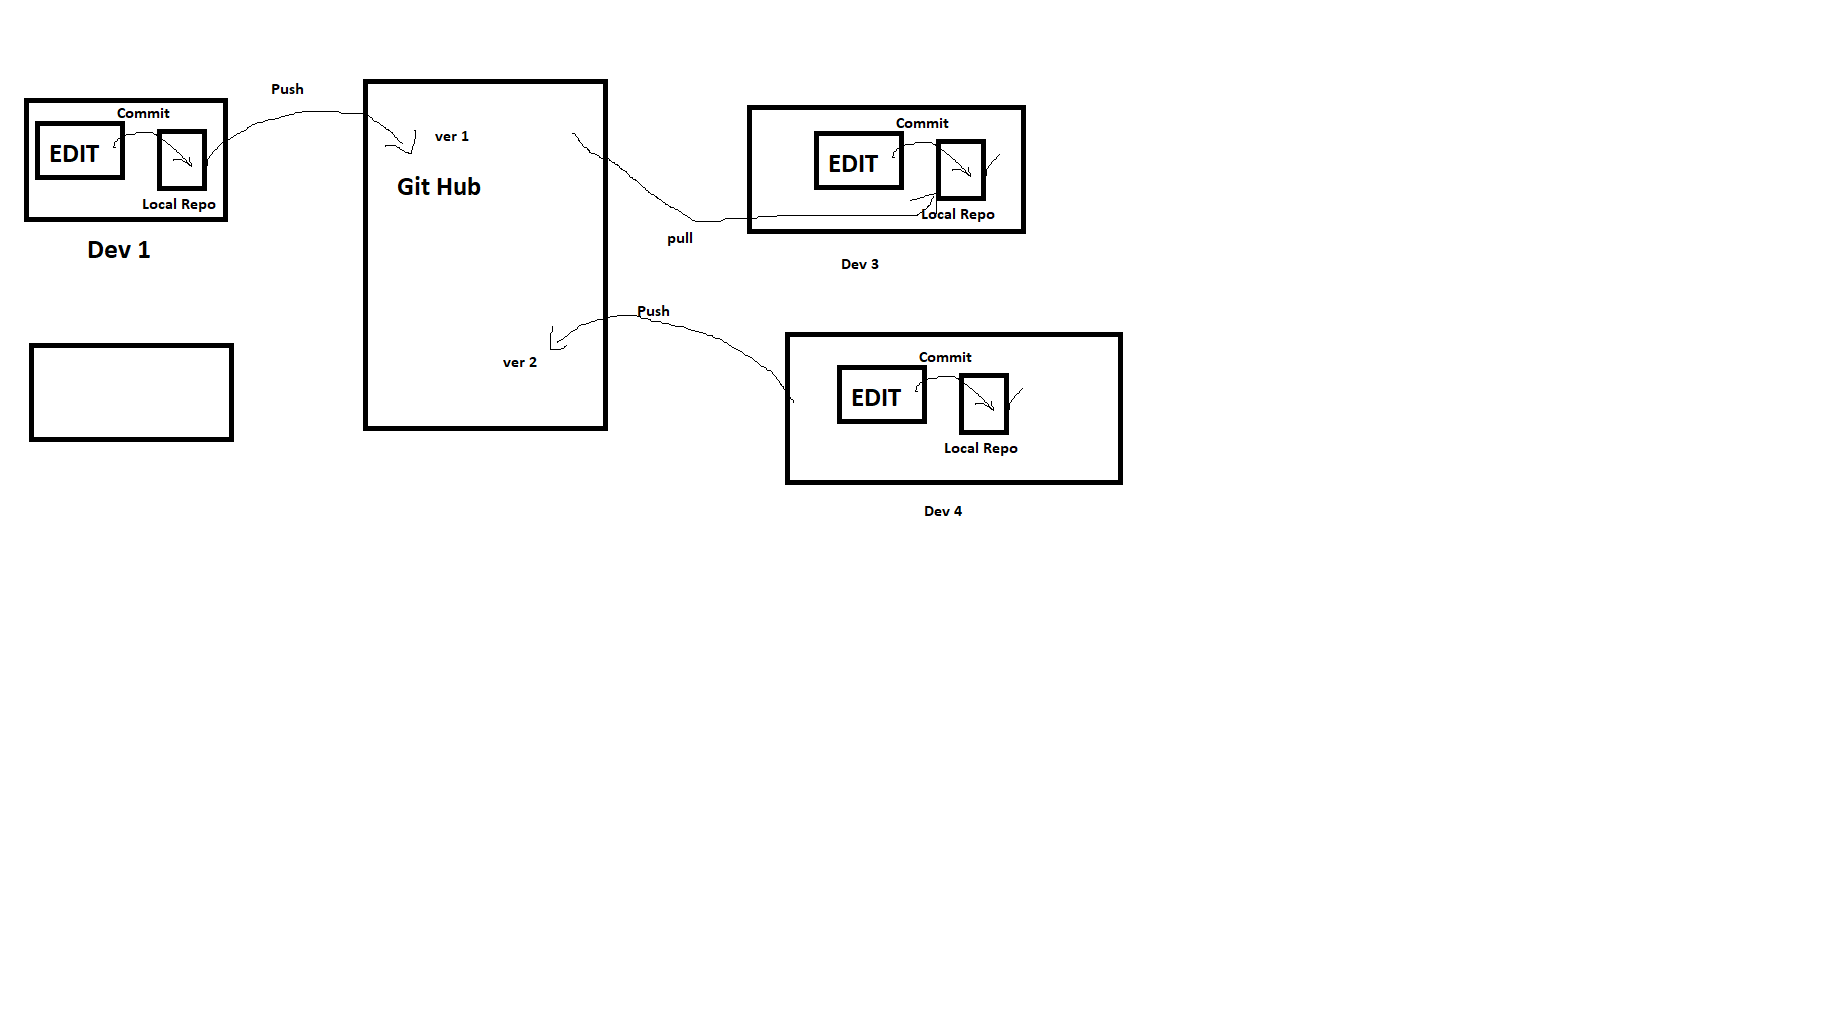 Push
Commit
EDIT
Local Repo
Dev 1
ver 1
Git Hub
pull
Commit
EDIT
Local Repo
Dev 3
Push
ver 2
Commit
EDIT
Local Repo
Dev 4